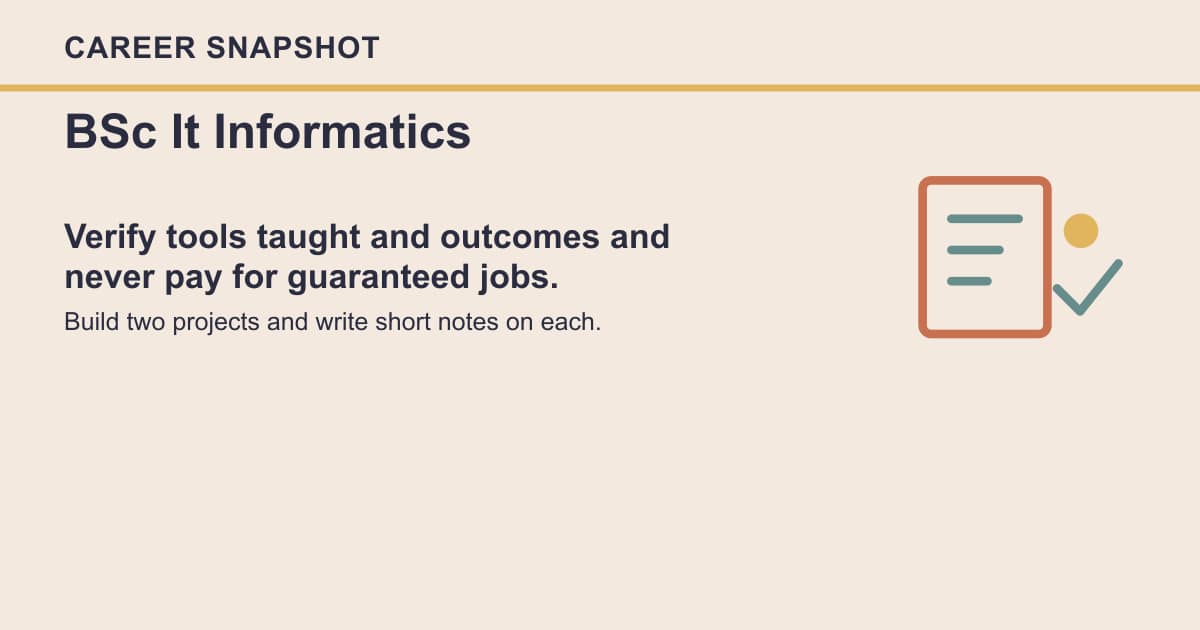 CAREER SNAPSHOT
BSc It Informatics
Verify tools taught and outcomes and
never pay for guaranteed jobs.
Build two projects and write short notes on each.